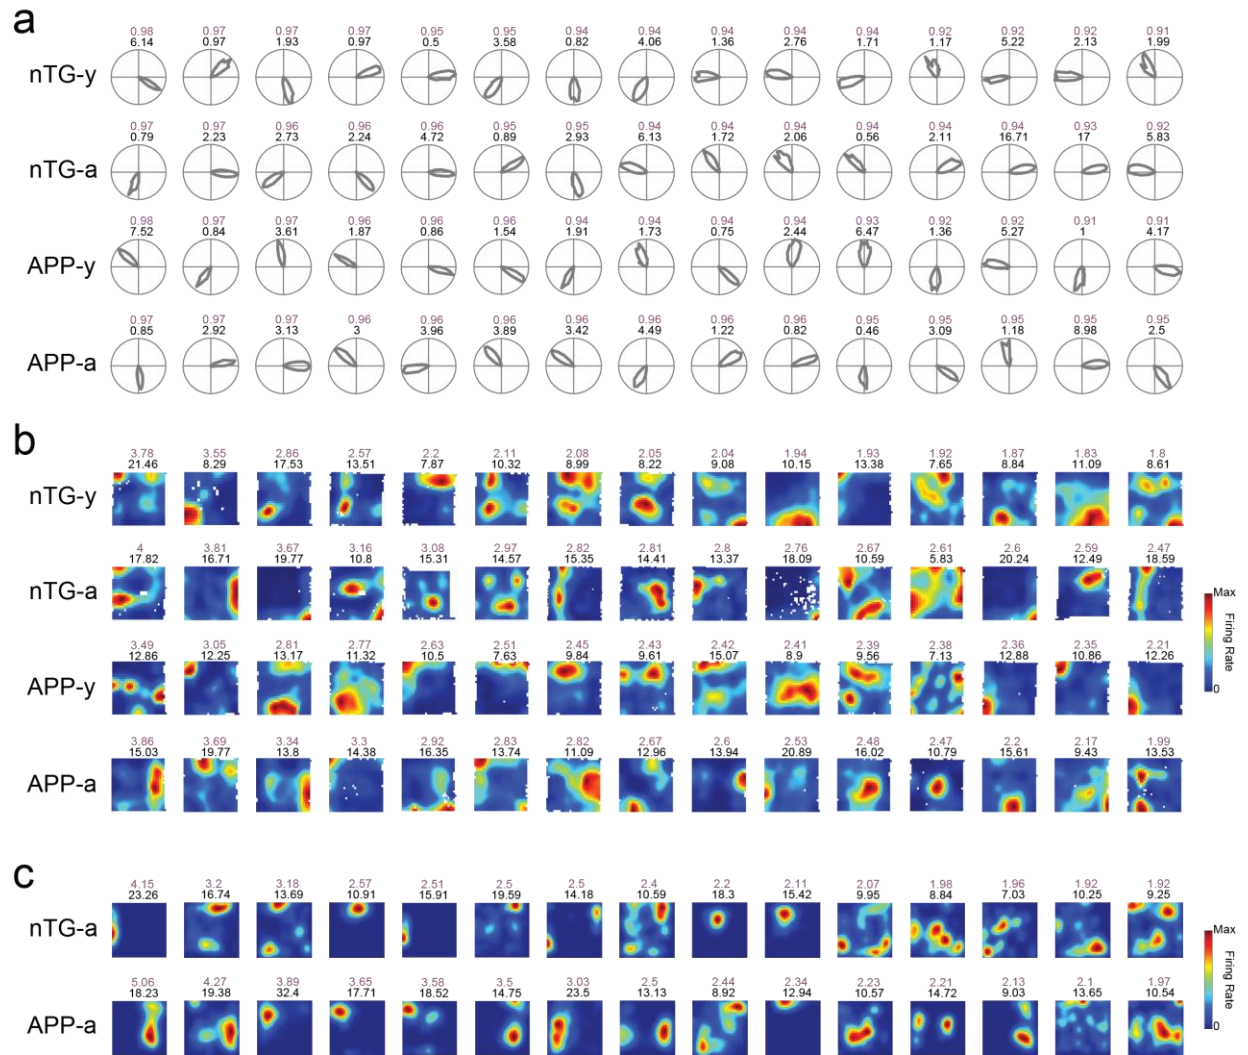 a
0.98 0.97 0.97 0.97 0.95 0.95 0.94 0.94 0.94 0.94 0.94 0.92 0.92 0.92 0.91
6.14 0.97 1.93 0.97 0.5 3.58 0.82 4.06 1.36 2.76 1.71 1.17 5.22 2.13 1.99
nTG-y
0.97 0.97 0.96 0.96 0.96 0.95 0.95 0.94 0.94 0.94 0.94 0.94 0.94 0.93 0.92
0.79 2.23 2.73 2.24 4.72 0.89 2.93 6.13 1.72 2.06 0.56 2.11 16.71 17 5.83
nTG-a
0.98 0.97 0.97 0.96 0.96 0.96 0.94 0.94 0.94 0.94 0.93 0.92 0.92 0.91 0.91
7.52 0.84 3.61 1.87 0.86 1.54 1.91 1.73 0.75 2.44 6.47 1.36 5.27 1 4.17
APP-y
0.97 0.97 0.97 0.96 0.96 0.96 0.96 0.96 0.96 0.96 0.95 0.95 0.95 0.95 0.95
0.85 2.92 3.13 3 3.96 3.89 3.42 4.49 1.22 0.82 0.46 3.09 1.18 8.98 2.5
APP-a
b
3.78 3.55 2.86 2.57 2.2 2.11 2.08 2.05 2.04 1.94 1.93 1.92 1.87 1.83 1.8
21.46 8.29 17.53 13.51 7.87 10.32 8.99 8.22 9.08 10.15 13.38 7.65 8.84 11.09 8.61
nTG-y
4 3.81 3.67 3.16 3.08 2.97 2.82 2.81 2.8 2.76 2.67 2.61 2.6 2.59 2.47
17.82 16.71 19.77 10.8 15.31 14.57 15.35 14.41 13.37 18.09 10.59 5.83 20.24 12.49 18.59
nTG-a
Max
Firing Rate
0
3.49 3.05 2.81 2.77 2.63 2.51 2.45 2.43 2.42 2.41 2.39 2.38 2.36 2.35 2.21
12.86 12.25 13.17 11.32 10.5 7.63 9.84 9.61 15.07 8.9 9.56 7.13 12.88 10.86 12.26
APP-y
3.86 3.69 3.34 3.3 2.92 2.83 2.82 2.67 2.6 2.53 2.48 2.47 2.2 2.17 1.99
15.03 19.77 13.8 14.38 16.35 13.74 11.09 12.96 13.94 20.89 16.02 10.79 15.61 9.43 13.53
APP-a
c
4.15 3.2 3.18 2.57 2.51 2.5 2.5 2.4 2.2 2.11 2.07 1.98 1.96 1.92 1.92
23.26 16.74 13.69 10.91 15.91 19.59 14.18 10.59 18.3 15.42 9.95 8.84 7.03 10.25 9.25
nTG-a
Max
Firing Rate
0
5.06 4.27 3.89 3.65 3.58 3.5 3.03 2.5 2.44 2.34 2.23 2.21 2.13 2.1 1.97
18.23 19.38 32.4 17.71 18.52 14.75 23.5 13.13 8.92 12.94 10.57 14.72 9.03 13.65 10.54
APP-a